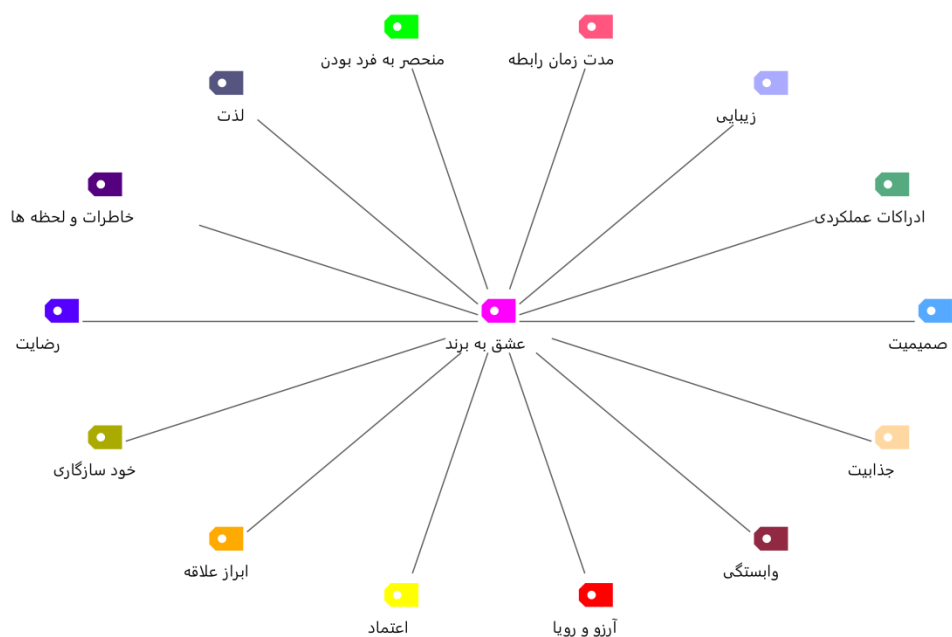 مدت زمان رابطه
منحصر به فرد بودن
زیبایی
لذت
ادراکات عملکردی
خاطرات و لحظه ها
صمیمیت
عشق به برند
رضایت
جذابیت
خود سازگاری
وابستگی
ابراز علاقه
آرزو و رویا
اعتماد